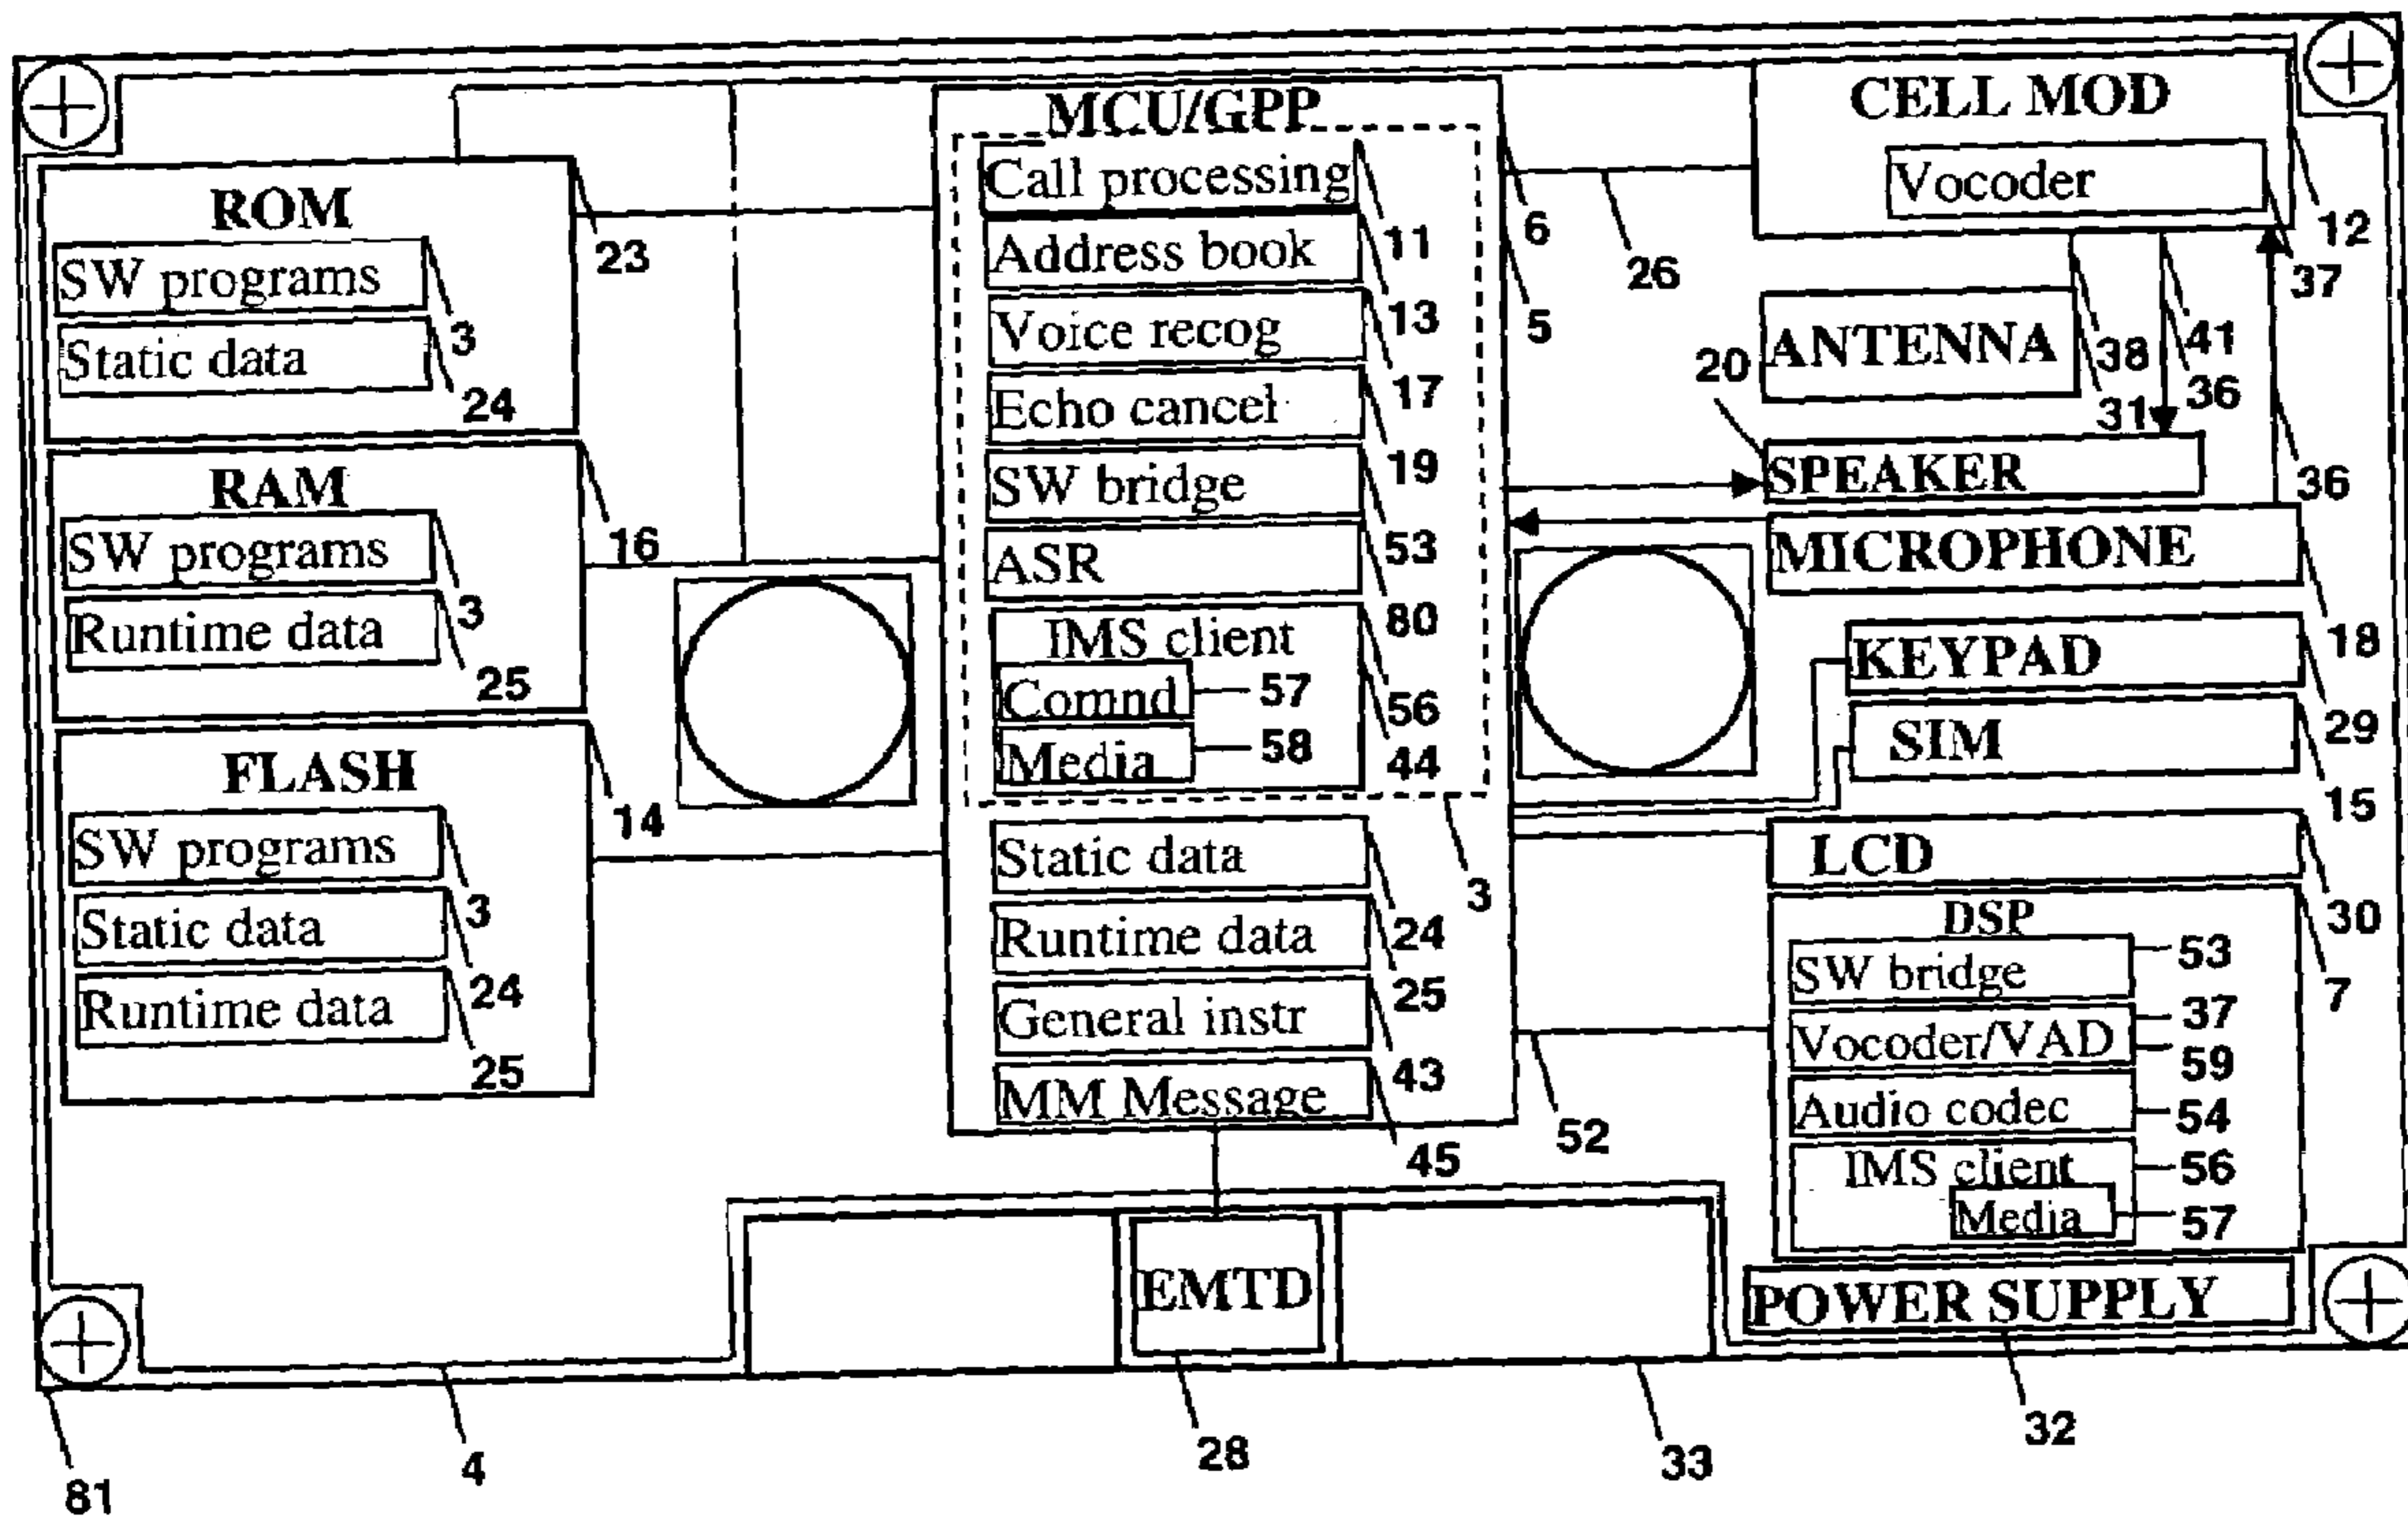 ROM
SW programs
3
Static data
24
23
RAM
SW programs
3
Runtime data
25
16
FLASH
SW programs
3
Static data
24
Runtime data
25
14
MCU/GPP
Call processing
11
Address book
13
Voice recog
17
Echo cancel
19
SW bridge
53
ASR
80
IMS client
56
Comnd
57
44
Media
58
3
Static data
24
Runtime data
25
General instr
43
MM Message
45
6
5
26
CELL MOD
Vocoder
12
37
ANTENNA
38
31
41
36
20
SPEAKER
36
MICROPHONE
18
KEYPAD
29
SIM
15
LCD
30
DSP
7
SW bridge
53
Vocoder/VAD
37
59
Audio codec
54
IMS client
56
Media
57
52
EMTD
POWER SUPPLY
81
4
28
33
32